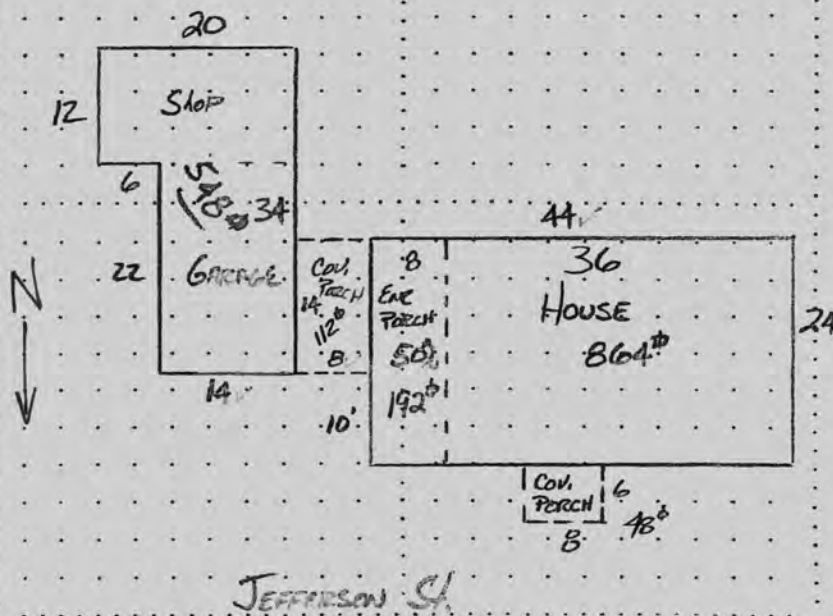 20
12
Shop
6
548
34
44
22
GARAGE
COV.
PORCH
14
112
8
8
ENC
PORCH
50%
192
36
HOUSE
864
24
N
14
10'
COV.
PORCH
6
48
8
JEFFERSON St.